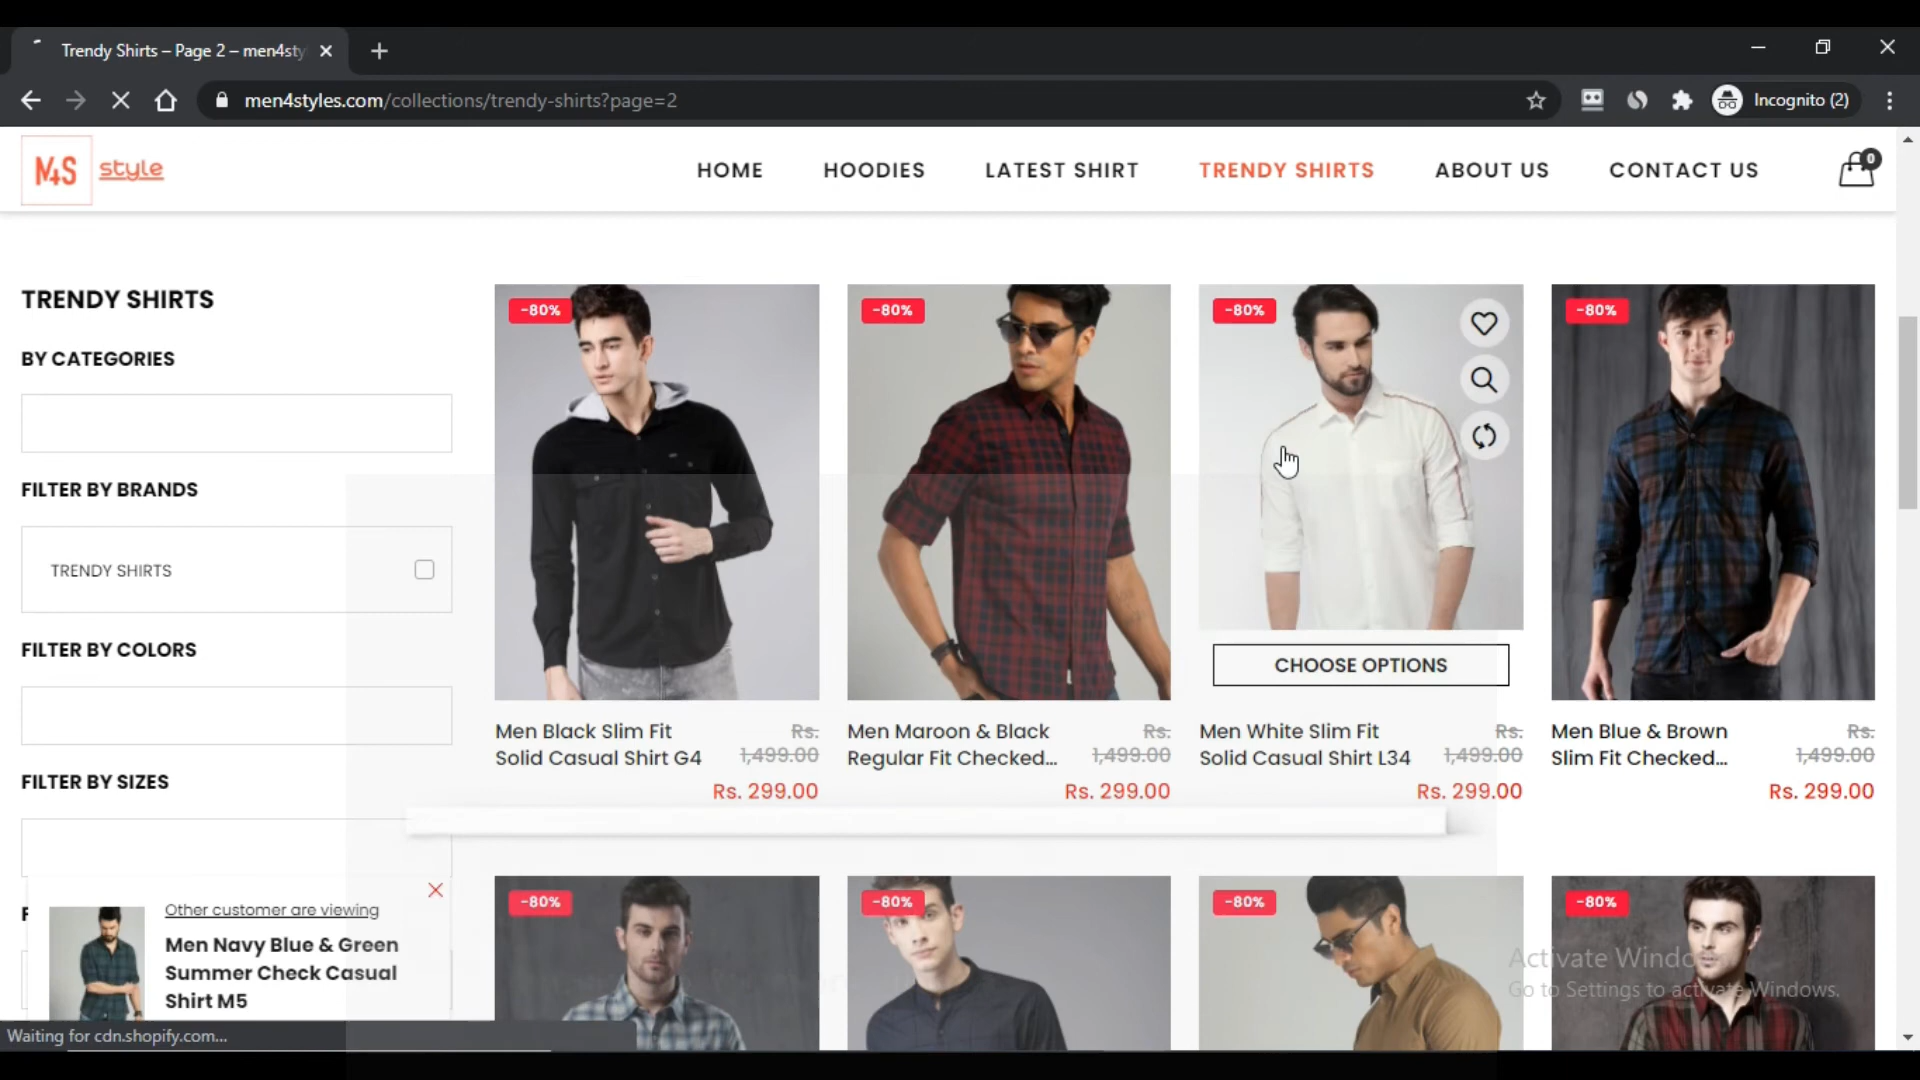 Trendy Shirts – Page 2 – men4sty
men4styles.com/collections/trendy-shirts?page=2
Incognito (2)
M4S style
HOME
HOODIES
LATEST SHIRT
TRENDY SHIRTS
ABOUT US
CONTACT US
0
TRENDY SHIRTS
BY CATEGORIES
FILTER BY BRANDS
TRENDY SHIRTS
FILTER BY COLORS
FILTER BY SIZES
F
-80%
-80%
-80%
-80%
CHOOSE OPTIONS
Men Black Slim Fit
Solid Casual Shirt G4
Rs.
1,499.00
Rs. 299.00
Men Maroon & Black
Regular Fit Checked...
Rs.
1,499.00
Rs. 299.00
Men White Slim Fit
Solid Casual Shirt L34
Rs.
1,499.00
Rs. 299.00
Men Blue & Brown
Slim Fit Checked...
Rs.
1,499.00
Rs. 299.00
-80%
-80%
-80%
-80%
Other customer are viewing
Men Navy Blue & Green
Summer Check Casual
Shirt M5
Activate Windo
Go to Settings to activate Windows.
Waiting for cdn.shopify.com...